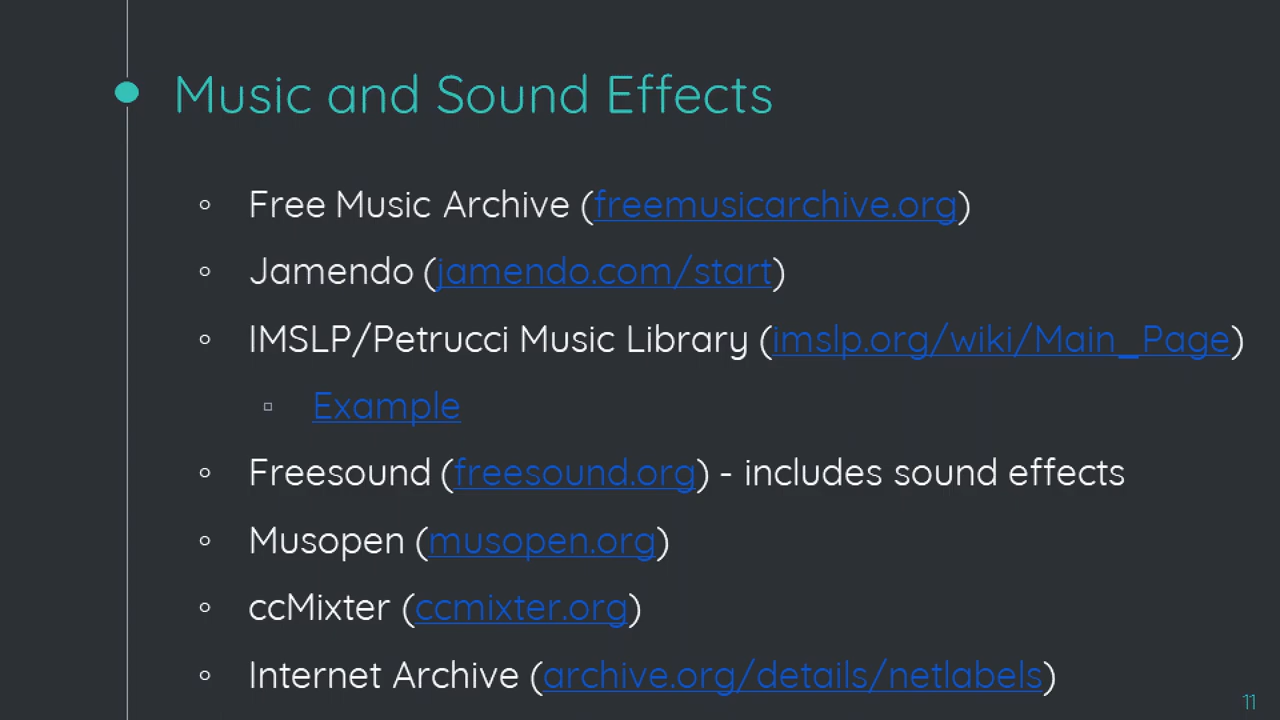 Music and Sound Effects
Free Music Archive (freemusicarchive.org)
Jamendo (jamendo.com/start)
IMSLP/Petrucci Music Library (imslp.org/wiki/Main_Page)
Example
Freesound (freesound.org) - includes sound effects
Musopen (musopen.org)
ccMixter (ccmixter.org)
Internet Archive (archive.org/details/netlabels)
11